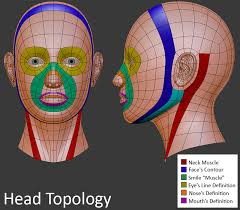 Neck Muscle
Face's Contour
Smile "Muscle"
Eye's Line Definition
Nose's Definition
Mouth's Definition
Head Topology